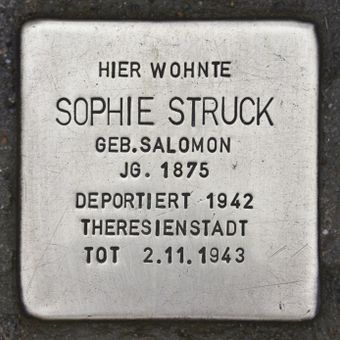 HIER WOHNTE
SOPHIE STRUCK
GEB.SALOMON
JG. 1875
DEPORTIERT 1942
THERESIENSTADT
TOT 2.11.1943